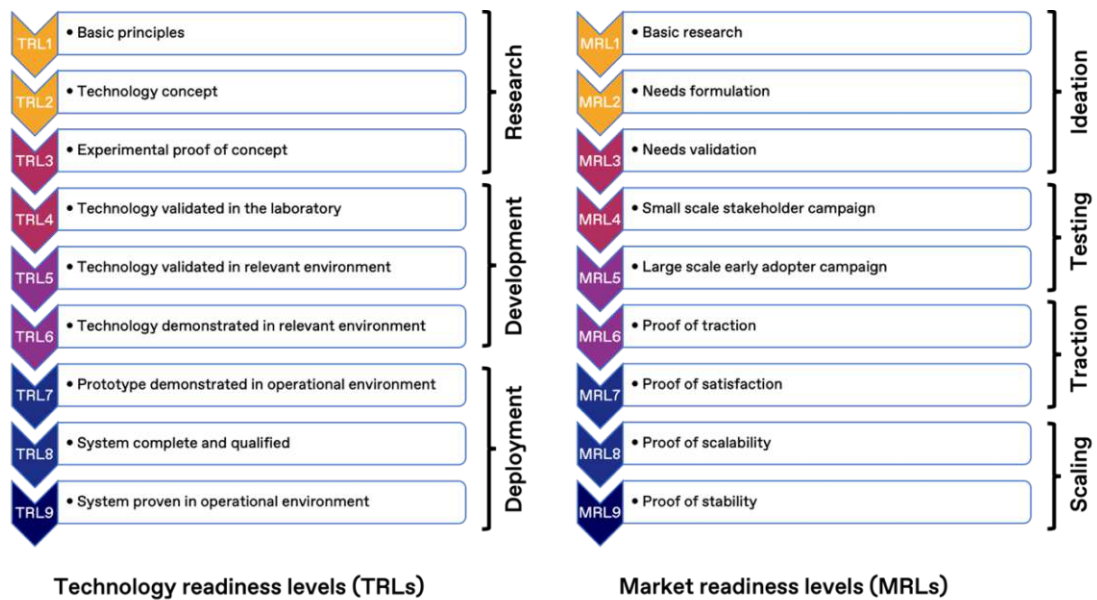 TRL1
• Basic principles
TRL2
• Technology concept
TRL3
• Experimental proof of concept
Research
TRL4
• Technology validated in the laboratory
TRL5
• Technology validated in relevant environment
TRL6
• Technology demonstrated in relevant environment
Development
TRL7
• Prototype demonstrated in operational environment
TRL8
• System complete and qualified
TRL9
• System proven in operational environment
Deployment
Technology readiness levels (TRLs)
MRL1
• Basic research
MRL2
• Needs formulation
MRL3
• Needs validation
Ideation
MRL4
• Small scale stakeholder campaign
MRL5
• Large scale early adopter campaign
Testing
MRL6
• Proof of traction
MRL7
• Proof of satisfaction
Traction
MRL8
• Proof of scalability
MRL9
• Proof of stability
Scaling
Market readiness levels (MRLs)